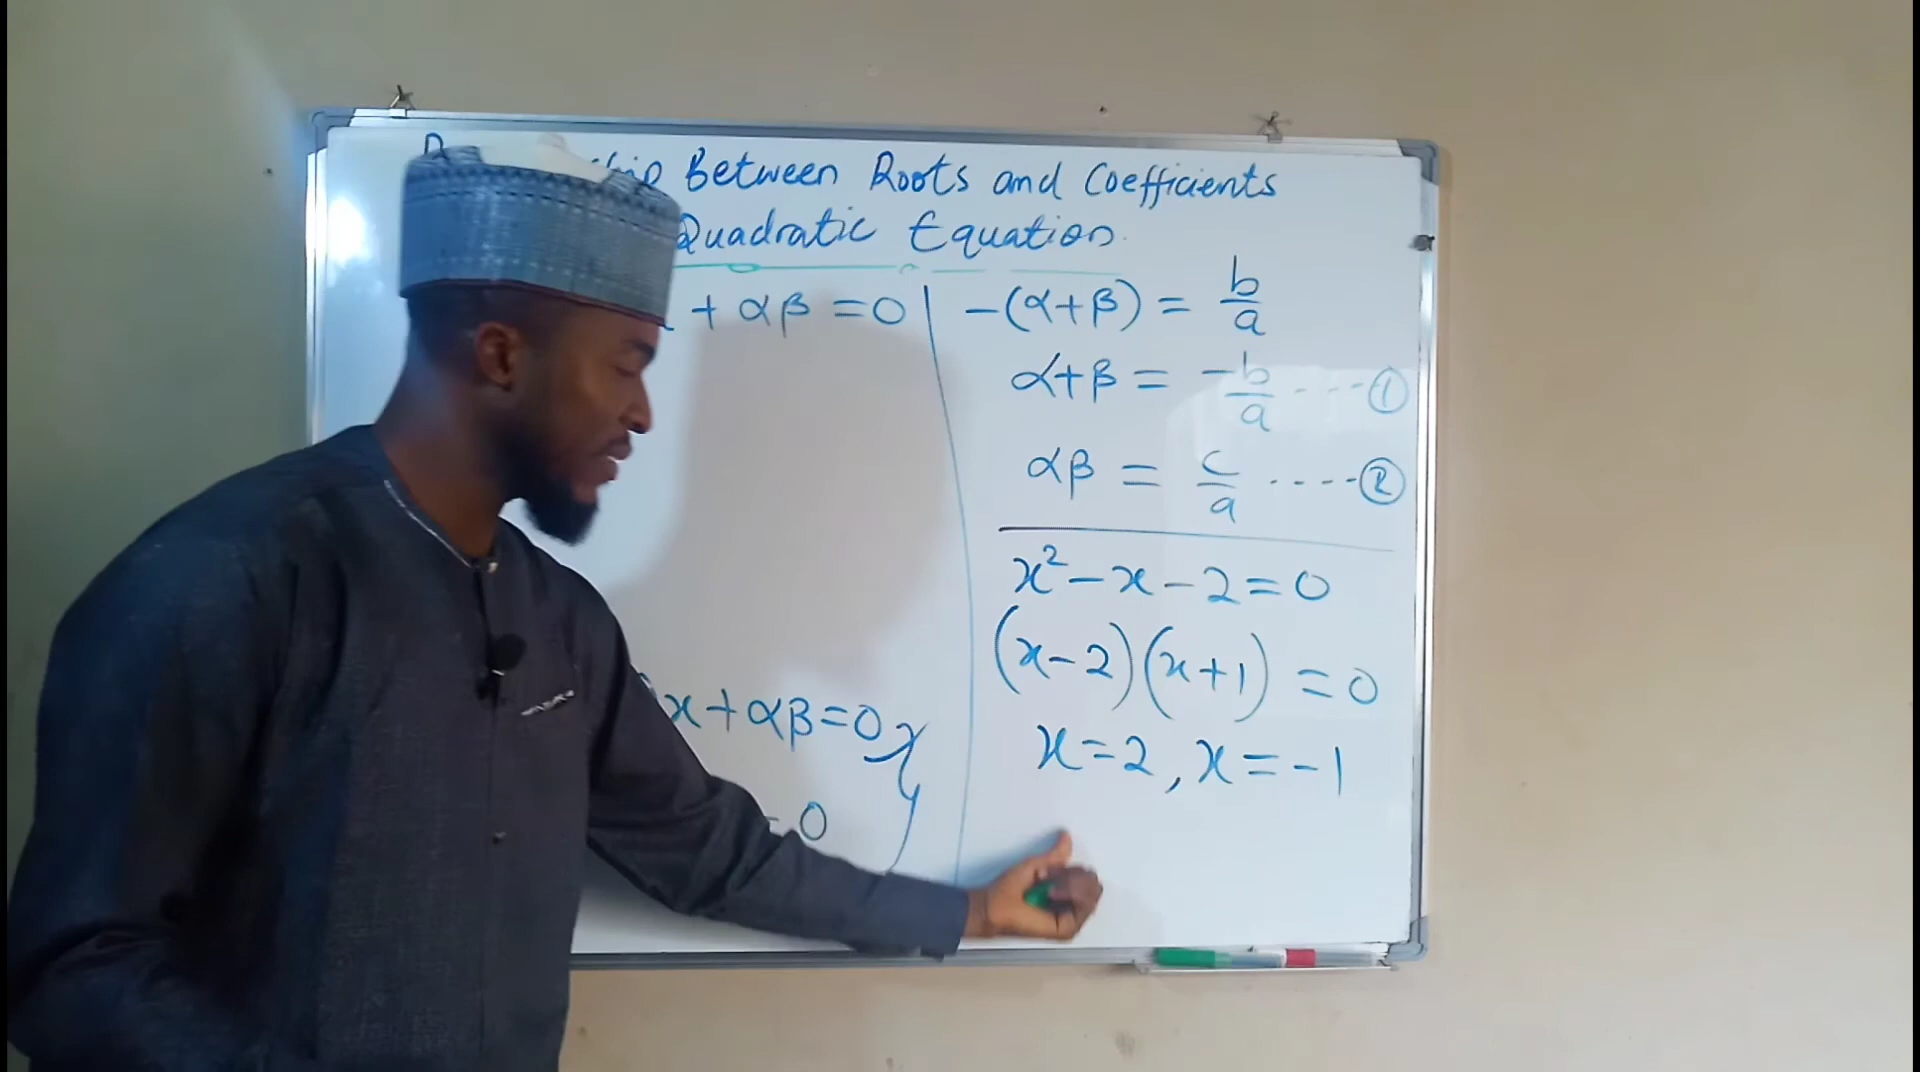 Between Roots and Coefficients
Quadratic Equation.
+ αβ = 0
x + αβ = 0
= 0
-(α+β) = b/a
α+β = -b/a ---- ①
αβ = c/a ----- ②
x² - x - 2 = 0
(x-2)(x+1) = 0
x = 2, x = -1